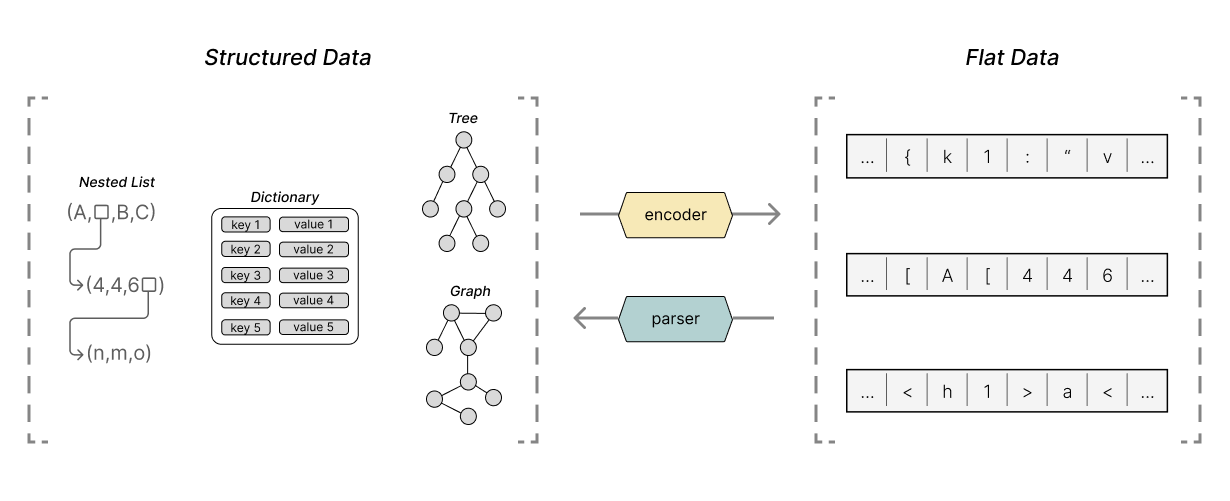 Structured Data
Flat Data
Nested List
(A,□,B,C)
(4,4,6□)
(n,m,o)
Dictionary
key 1 value 1
key 2 value 2
key 3 value 3
key 4 value 4
key 5 value 5
Tree
Graph
encoder
parser
... { k 1 : “ v ...
... [ A [ 4 4 6 ...
... < h 1 > a < ...